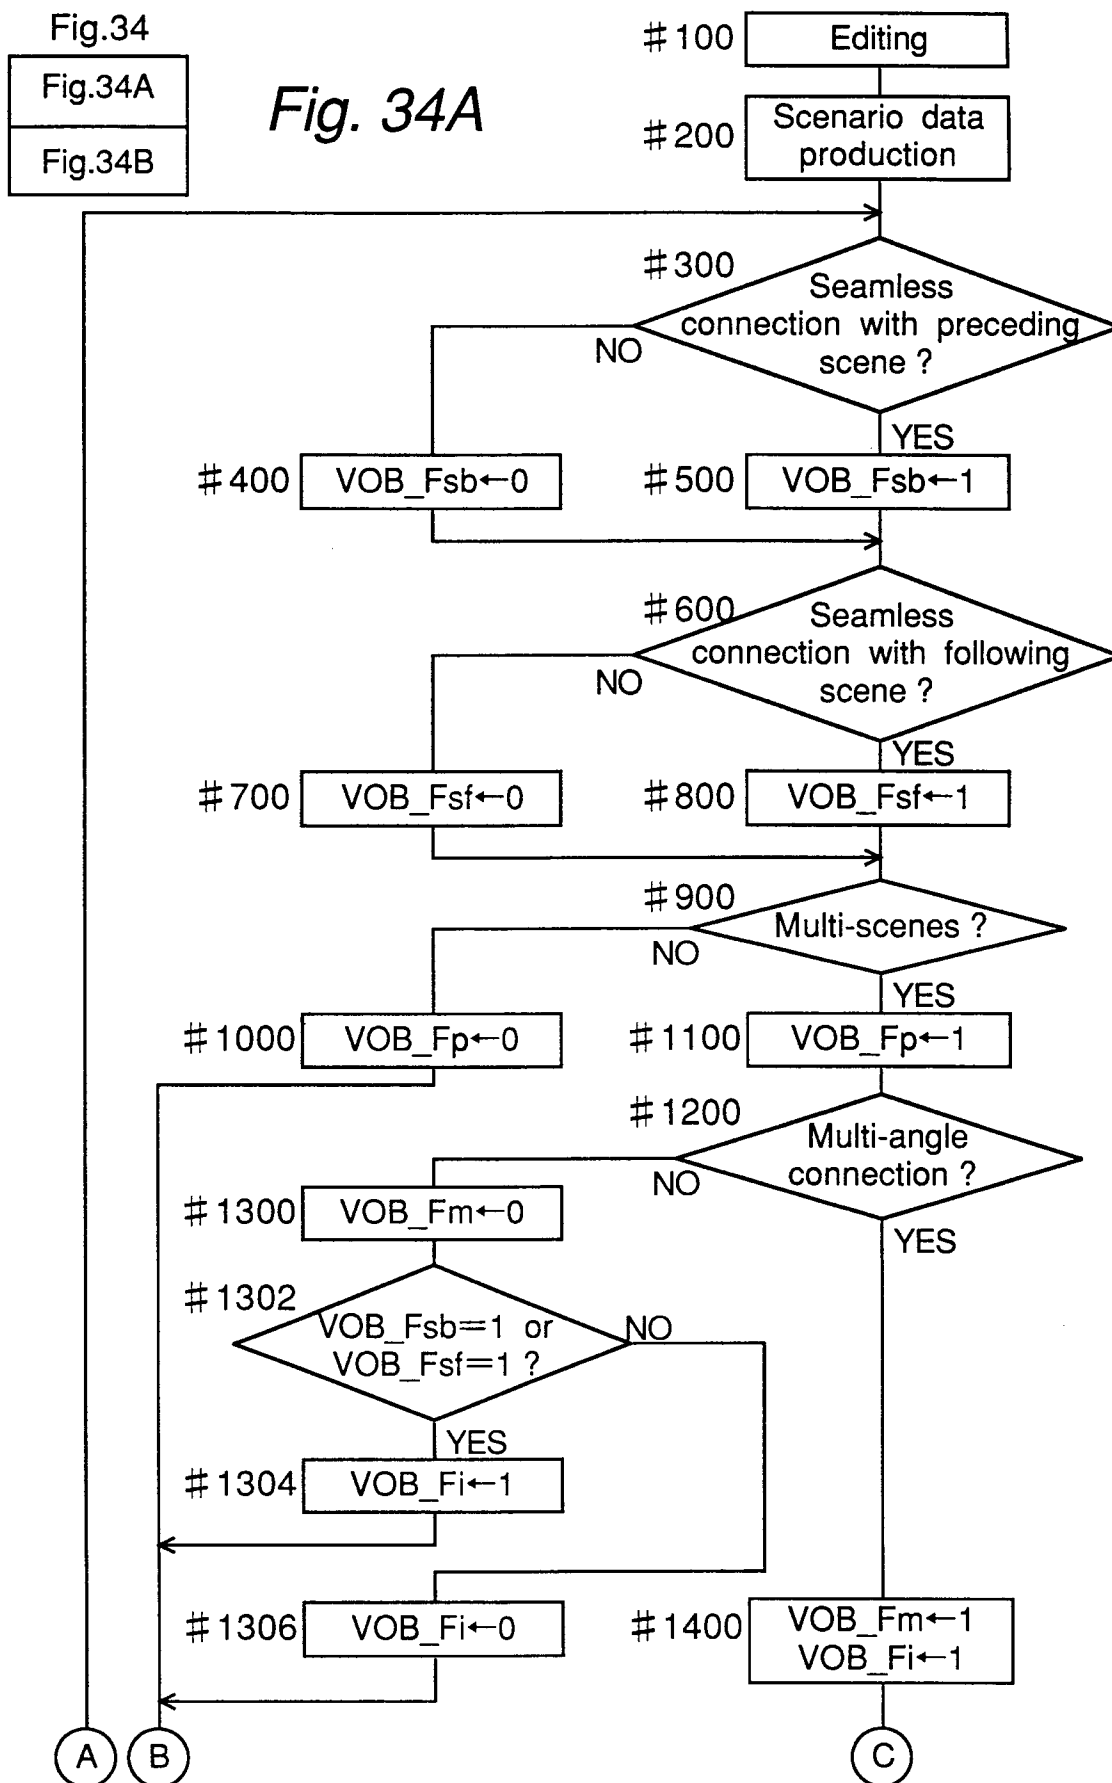 Fig.34
Fig.34A
Fig.34B
Fig. 34A
#100
Editing
#200
Scenario data
production
#300
Seamless
connection with preceding
scene ?
NO
YES
#400
VOB_Fsb←0
#500
VOB_Fsb←1
#600
Seamless
connection with following
scene ?
NO
YES
#700
VOB_Fsf←0
#800
VOB_Fsf←1
#900
Multi-scenes ?
NO
YES
#1000
VOB_Fp←0
#1100
VOB_Fp←1
#1200
Multi-angle
connection ?
NO
YES
#1300
VOB_Fm←0
#1302
VOB_Fsb=1 or
VOB_Fsf=1 ?
NO
YES
#1304
VOB_Fi←1
#1306
VOB_Fi←0
#1400
VOB_Fm←1
VOB_Fi←1
A
B
C